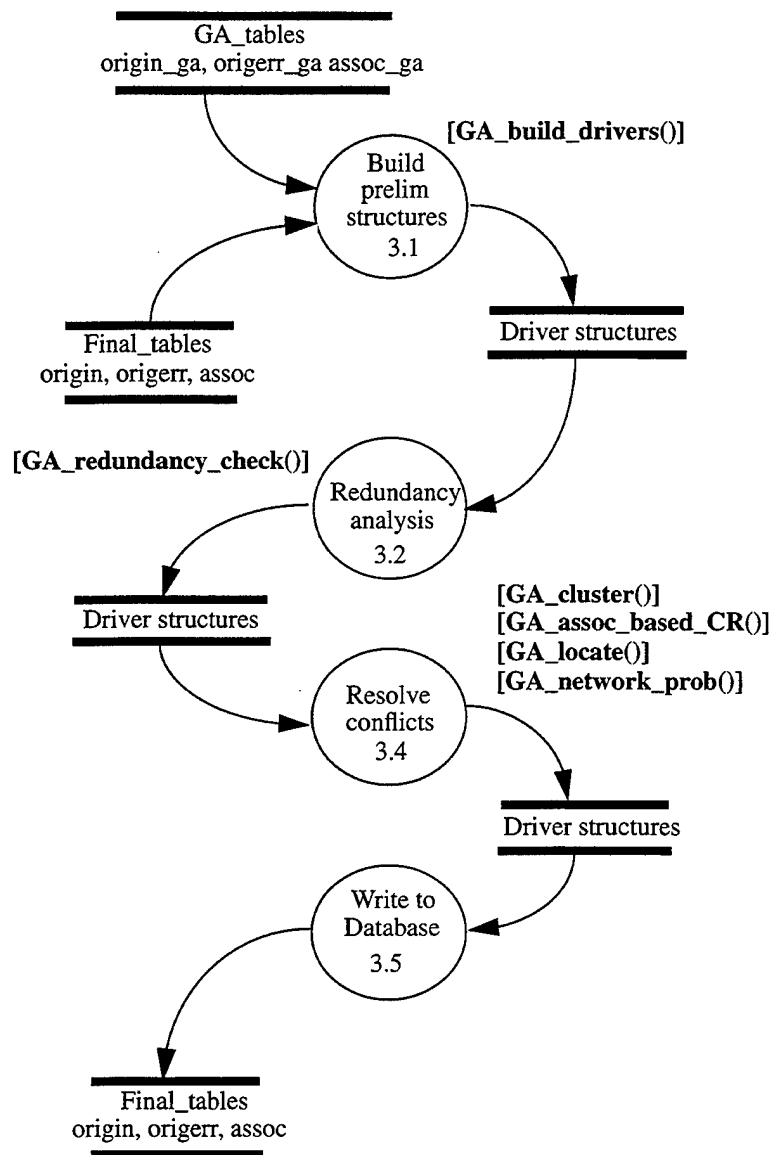 GA_tables
origin_ga, origerr_ga assoc_ga
[GA_build_drivers()]
Build
prelim
structures
3.1
Driver structures
Final_tables
origin, origerr, assoc
[GA_redundancy_check()]
Redundancy
analysis
3.2
Driver structures
[GA_cluster()]
[GA_assoc_based_CR()]
[GA_locate()]
[GA_network_prob()]
Resolve
conflicts
3.4
Driver structures
Write to
Database
3.5
Final_tables
origin, origerr, assoc